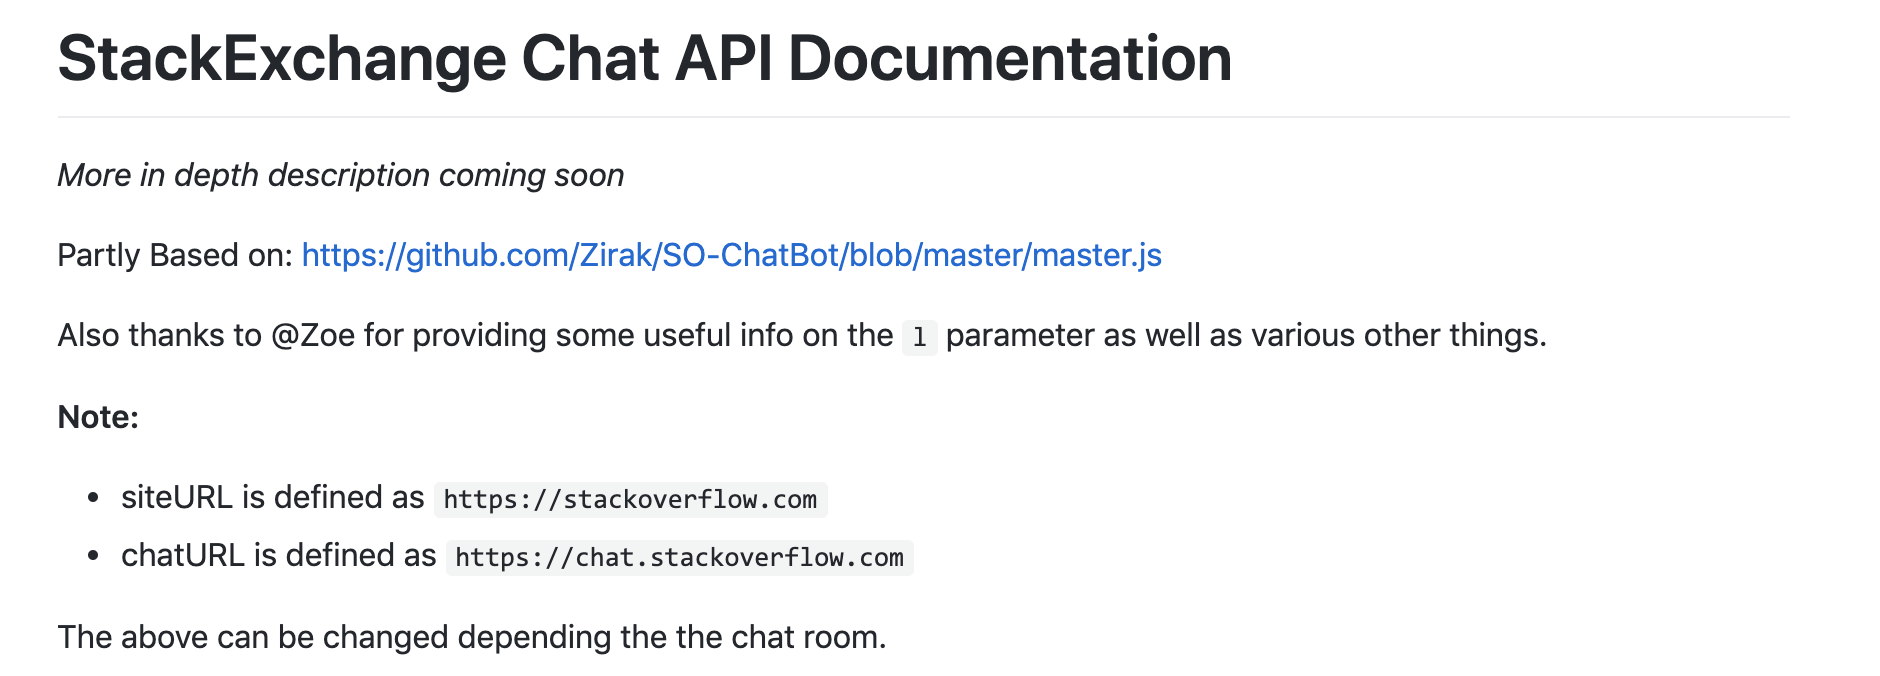 StackExchange Chat API Documentation
More in depth description coming soon
Partly Based on: https://github.com/Zirak/SO-ChatBot/blob/master/master.js
Also thanks to @Zoe for providing some useful info on the l parameter as well as various other things.
Note:
• siteURL is defined as https://stackoverflow.com
• chatURL is defined as https://chat.stackoverflow.com
The above can be changed depending the the chat room.